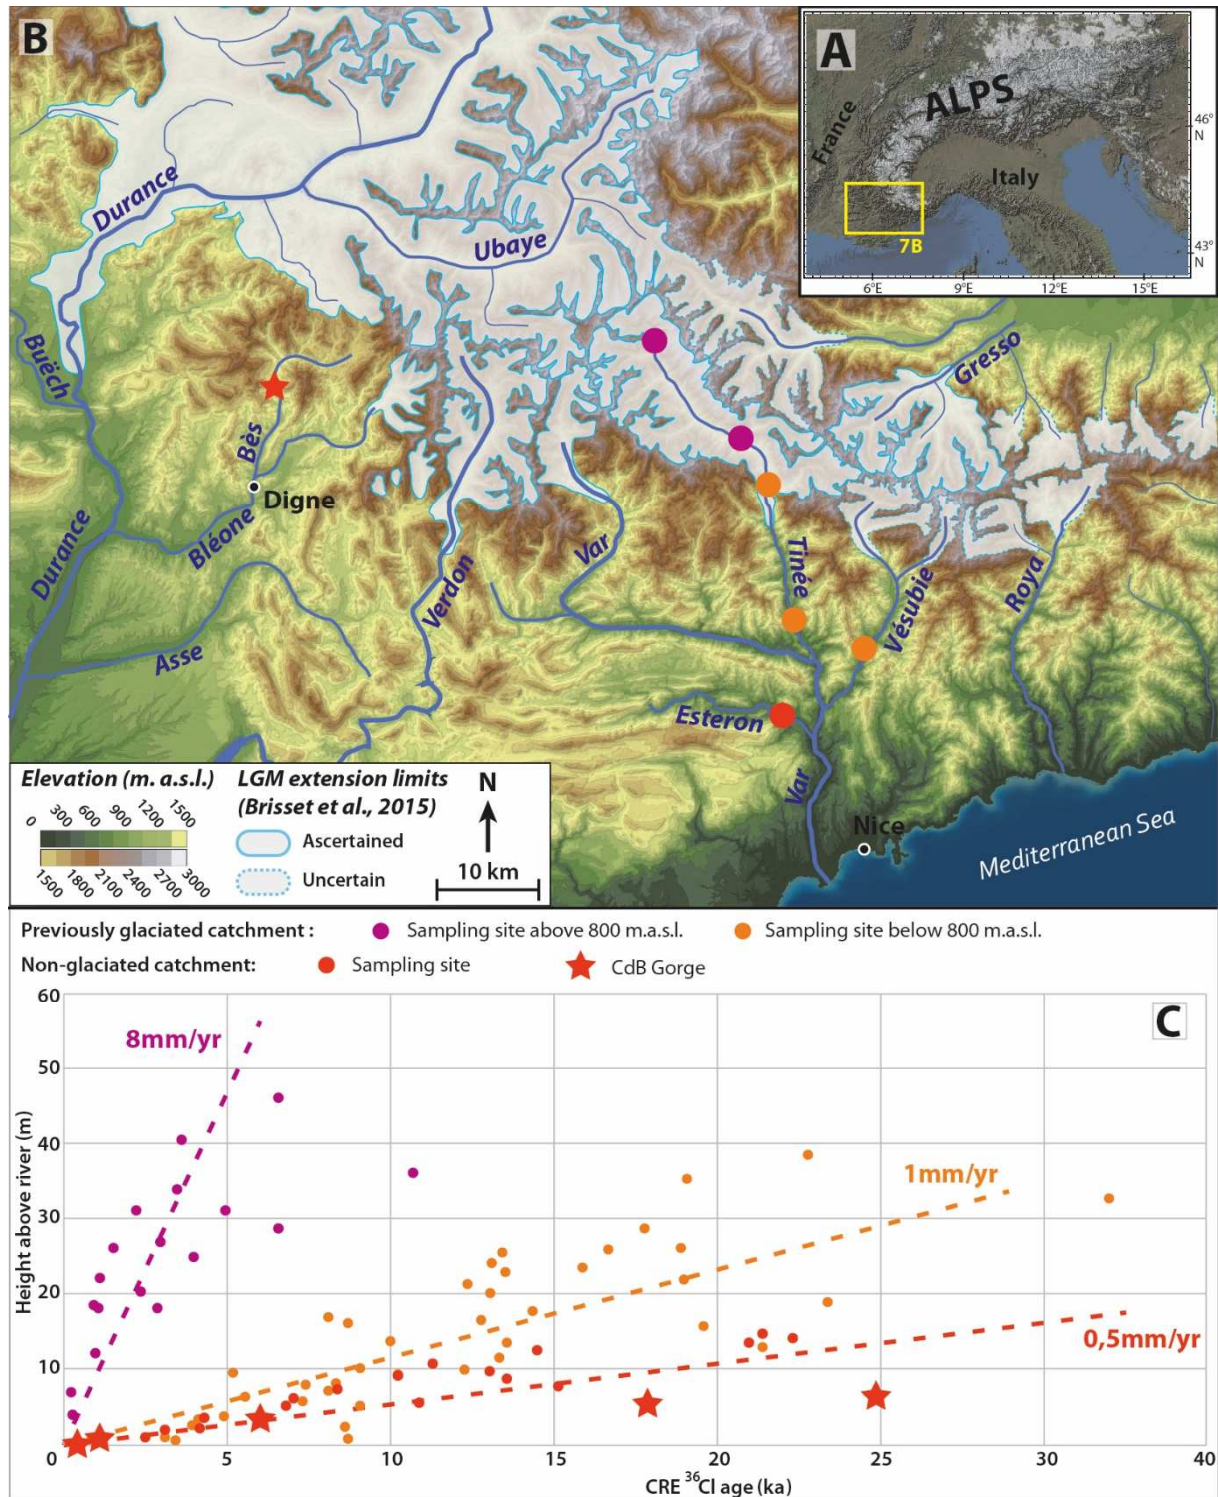 B
A
ALPS
France
Italy
7B
46°
N
43°
N
6°E
9°E
12°E
15°E
Durance
Ubaye
Buëch
Gresso
Bès
Digne
Durance
Bléone
Var
Tinée
Verdon
Vésubie
Roya
Asse
Esteron
Var
Nice
Mediterranean Sea
Elevation (m. a.s.l.)
0 300 600 900 1200 1500
1500 1800 2100 2400 2700 3000
LGM extension limits
(Brisset et al., 2015)
Ascertained
Uncertain
N
10 km
Previously glaciated catchment :
Sampling site above 800 m.a.s.l.
Sampling site below 800 m.a.s.l.
Non-glaciated catchment:
Sampling site
CdB Gorge
C
60
50
40
30
20
10
0
8mm/yr
1mm/yr
0,5mm/yr
Height above river (m)
5 10 15 20 25 30 35 40
CRE ³⁶Cl age (ka)